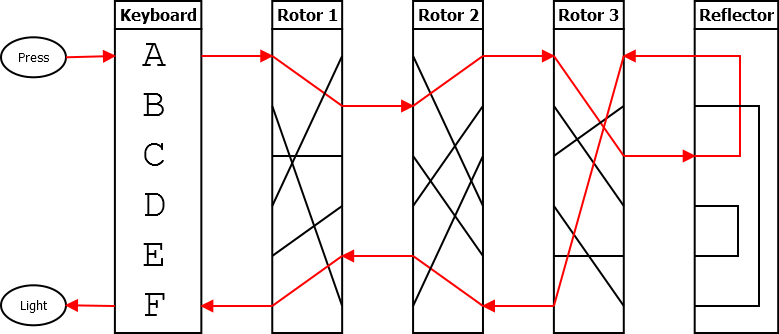 Keyboard Rotor 1 Rotor 2 Rotor 3 Reflector
Press A
B
C
D
E
Light F